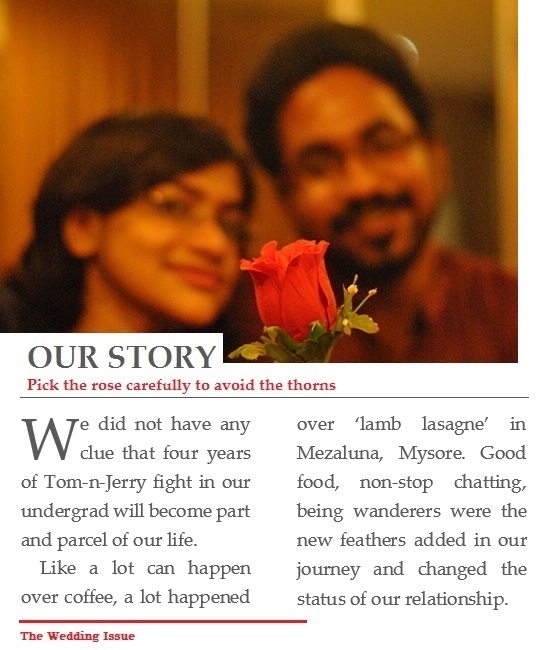 OUR STORY
Pick the rose carefully to avoid the thorns
We did not have any
clue that four years
of Tom-n-Jerry fight in our
undergrad will become part
and parcel of our life.
Like a lot can happen
over coffee, a lot happened
over ‘lamb lasagne’ in
Mezaluna, Mysore. Good
food, non-stop chatting,
being wanderers were the
new feathers added in our
journey and changed the
status of our relationship.
The Wedding Issue